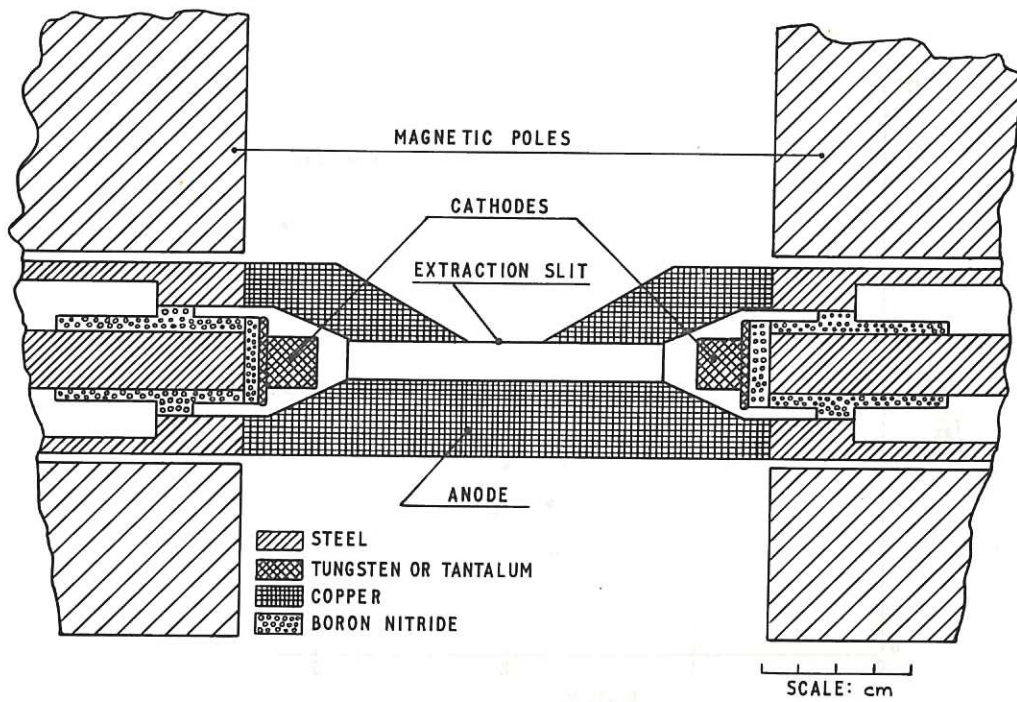 MAGNETIC POLES
CATHODES
EXTRACTION SLIT
ANODE
STEEL
TUNGSTEN OR TANTALUM
COPPER
BORON NITRIDE
SCALE: cm